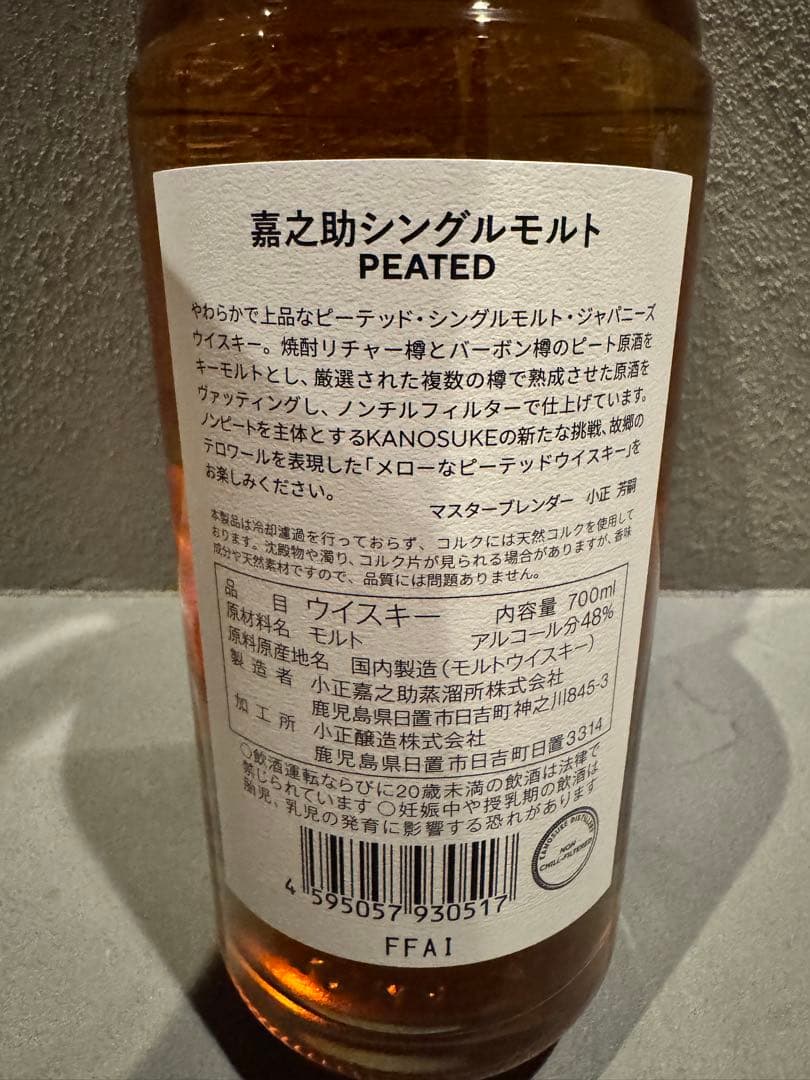 嘉之助シングルモルト
PEATED
やわらかで上品なピーテッド・シングルモルト・ジャパニーズ
ウイスキー。焼酎リチャー樽とバーボン樽のピート原酒を
キーモルトとし、厳選された複数の樽で熟成させた原酒を
ヴァッティングし、ノンチルフィルターで仕上げています。
ノンピートを主体とするKANOSUKEの新たな挑戦、故郷の
テロワールを表現した「メローなピーテッドウイスキー」を
お楽しみください。
マスターブレンダー 小正 芳嗣
本製品は冷却濾過を行っておらず、コルクには天然コルクを使用して
おります。沈殿物や濁り、コルク片が見られる場合がありますが、香味
成分や天然素材ですので、品質には問題ありません。
品目 ウイスキー 内容量 700ml
原材料名 モルト アルコール分48%
原料原産地名 国内製造(モルトウイスキー)
製造者 小正嘉之助蒸溜所株式会社
鹿児島県日置市日吉町神之川845-3
加工所 小正醸造株式会社
鹿児島県日置市日吉町日置3314
○飲酒運転ならびに20歳未満の飲酒は法律で
禁じられています○妊娠中や授乳期の飲酒は
胎児、乳児の発育に影響する恐れがあります
KANOSUKE DISTILLERY
NON
CHILL-FILTERED
4 595057 930517
FFAI